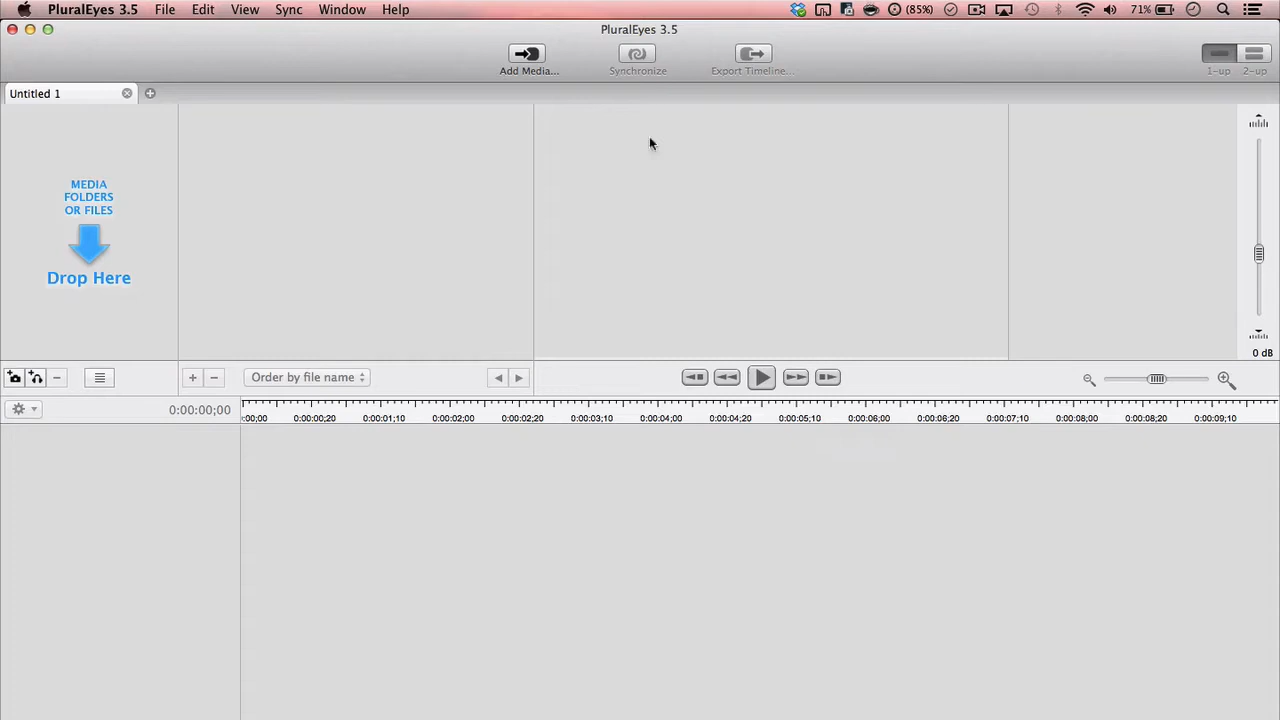 PluralEyes 3.5 File Edit View Sync Window Help (85%) 71%
PluralEyes 3.5
Add Media... Synchronize Export Timeline... 1-up 2-up
Untitled 1
MEDIA
FOLDERS
OR FILES
Drop Here
0 dB
Order by file name
0:00:00;00 :00;00 0:00:00;20 0:00:01;10 0:00:02;00 0:00:02;20 0:00:03;10 0:00:04;00 0:00:04;20 0:00:05;10 0:00:06;00 0:00:06;20 0:00:07;10 0:00:08;00 0:00:08;20 0:00:09;10